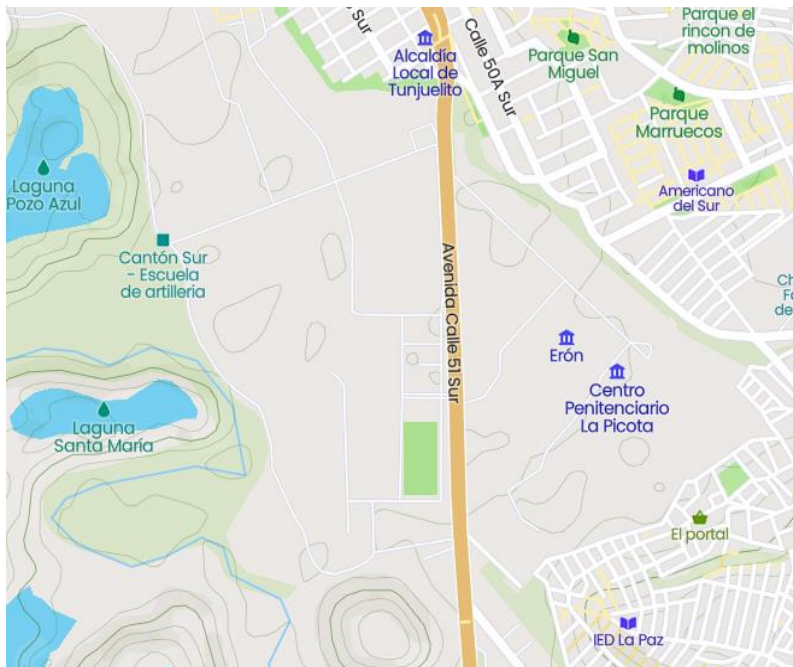 Sur
Alcaldía
Local de
Tunjuelito
Calle 50A Sur
Parque San
Miguel
Parque el
rincon de
molinos
Parque
Marruecos
Laguna
Pozo Azul
Americano
del Sur
Cantón Sur
- Escuela
de artilleria
Avenida Calle 51 Sur
Erón
Centro
Penitenciario
La Picota
Laguna
Santa María
El portal
IED La Paz